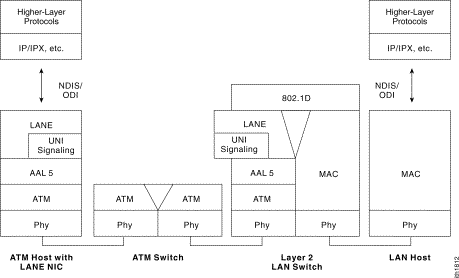 Higher-Layer
Protocols
IP/IPX, etc.
NDIS/
ODI
LANE
UNI
Signaling
AAL 5
ATM
Phy
ATM Host with
LANE NIC
ATM
ATM
Phy
Phy
ATM Switch
802.1D
LANE
UNI
Signaling
AAL 5
ATM
Phy
MAC
Phy
Layer 2
LAN Switch
Higher-Layer
Protocols
IP/IPX, etc.
NDIS/
ODI
MAC
Phy
LAN Host
ith1812